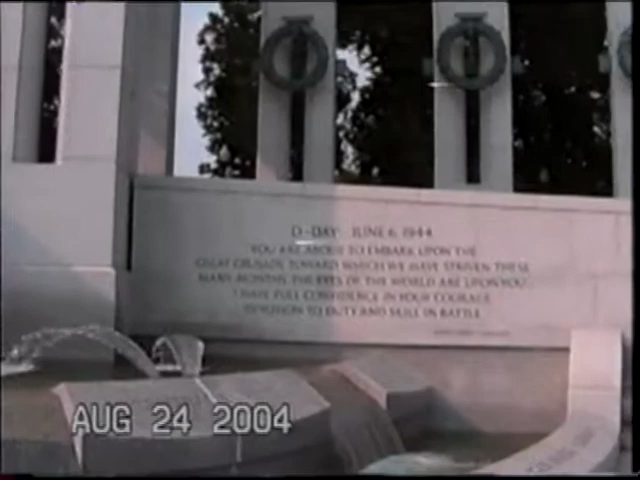 D-DAY JUNE 6, 1944
YOU ARE ABOUT TO EMBARK UPON THE
GREAT CRUSADE TOWARD WHICH WE HAVE STRIVEN THESE
MANY MONTHS. THE EYES OF THE WORLD ARE UPON YOU
I HAVE FULL CONFIDENCE IN YOUR COURAGE
DEVOTION TO DUTY AND SKILL IN BATTLE
AUG 24 2004